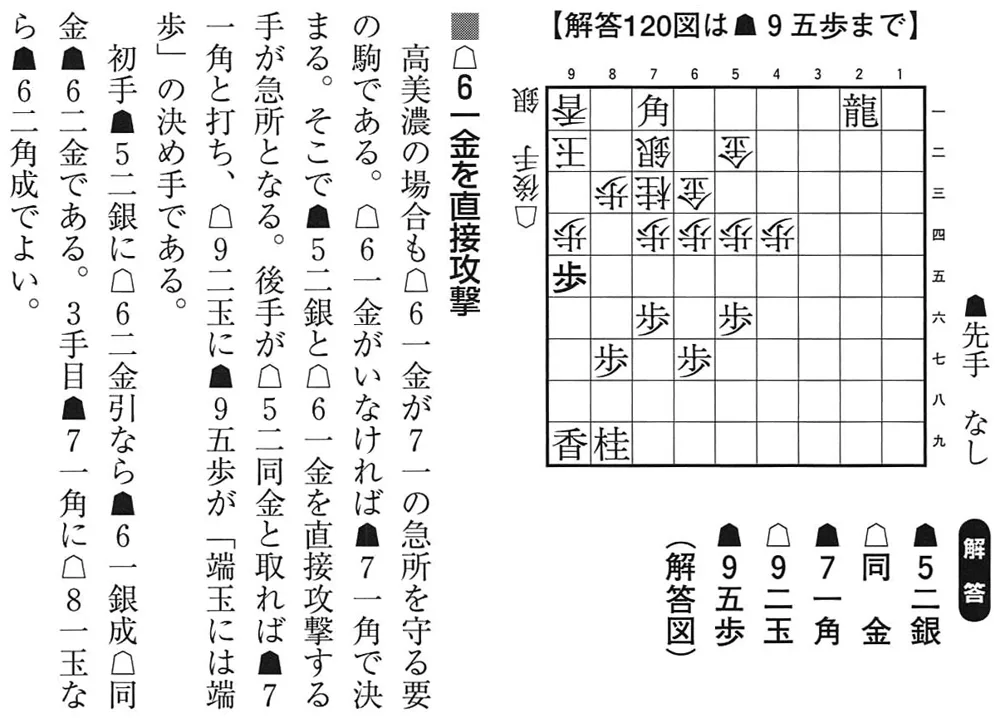 【解答120図は☗９五歩まで】
9 8 7 6 5 4 3 2 1
香 角 龍 一
王 銀 金 二
歩 桂 金 三
歩 歩 歩 歩 歩 四
歩 五
歩 歩 六
歩 歩 七
八
香 桂 九
☖後手 銀
☗先手 なし
解答
☗５二銀
☖同 金
☗７一角
☖９二玉
☗９五歩
(解答図)
■☖６一金を直接攻撃
高美濃の場合も☖６一金が７一の急所を守る要
の駒である。☖６一金がいなければ☗７一角で決
まる。そこで☗５二銀と☖６一金を直接攻撃する
手が急所となる。後手が☖５二同金と取れば☗７
一角と打ち、☖９二玉に☗９五歩が「端玉には端
歩」の決め手である。
初手☗５二銀に☖６二金引なら☗６一銀成☖同
金☗６二金である。３手目☗７一角に☖８一玉な
ら☗６二角成でよい。